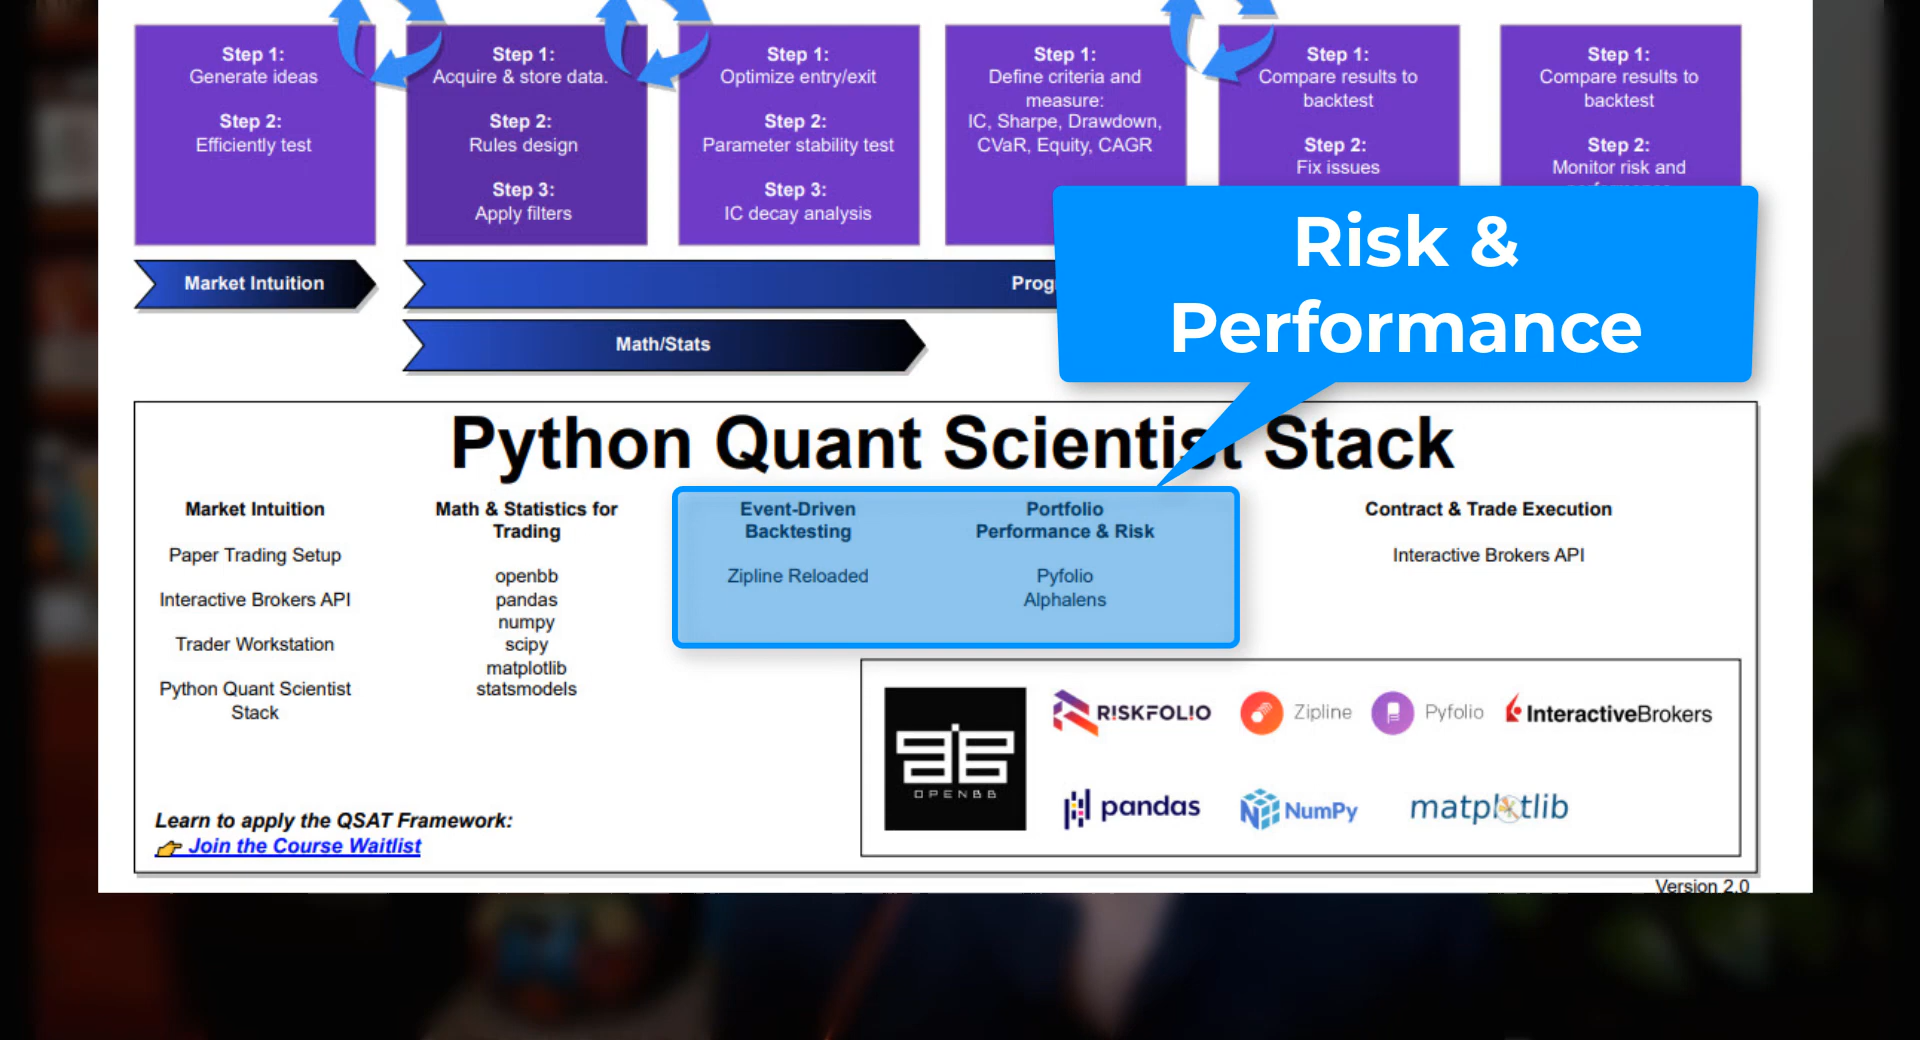 Step 1:
Generate ideas
Step 2:
Efficiently test
Step 1:
Acquire & store data.
Step 2:
Rules design
Step 3:
Apply filters
Step 1:
Optimize entry/exit
Step 2:
Parameter stability test
Step 3:
IC decay analysis
Step 1:
Define criteria and
measure:
IC, Sharpe, Drawdown,
CVaR, Equity, CAGR
Step 1:
Compare results to
backtest
Step 2:
Fix issues
Step 1:
Compare results to
backtest
Step 2:
Monitor risk and
Risk &
Performance
Market Intuition
Math/Stats
Python Quant Scientist Stack
Market Intuition
Paper Trading Setup
Interactive Brokers API
Trader Workstation
Python Quant Scientist
Stack
Math & Statistics for
Trading
openbb
pandas
numpy
scipy
matplotlib
statsmodels
Event-Driven
Backtesting
Zipline Reloaded
Portfolio
Performance & Risk
Pyfolio
Alphalens
Contract & Trade Execution
Interactive Brokers API
OPENBB
R!SKFOL!O
Zipline
Pyfolio
InteractiveBrokers
pandas
NumPy
matplotlib
Learn to apply the QSAT Framework:
👉 Join the Course Waitlist
Version 2.0